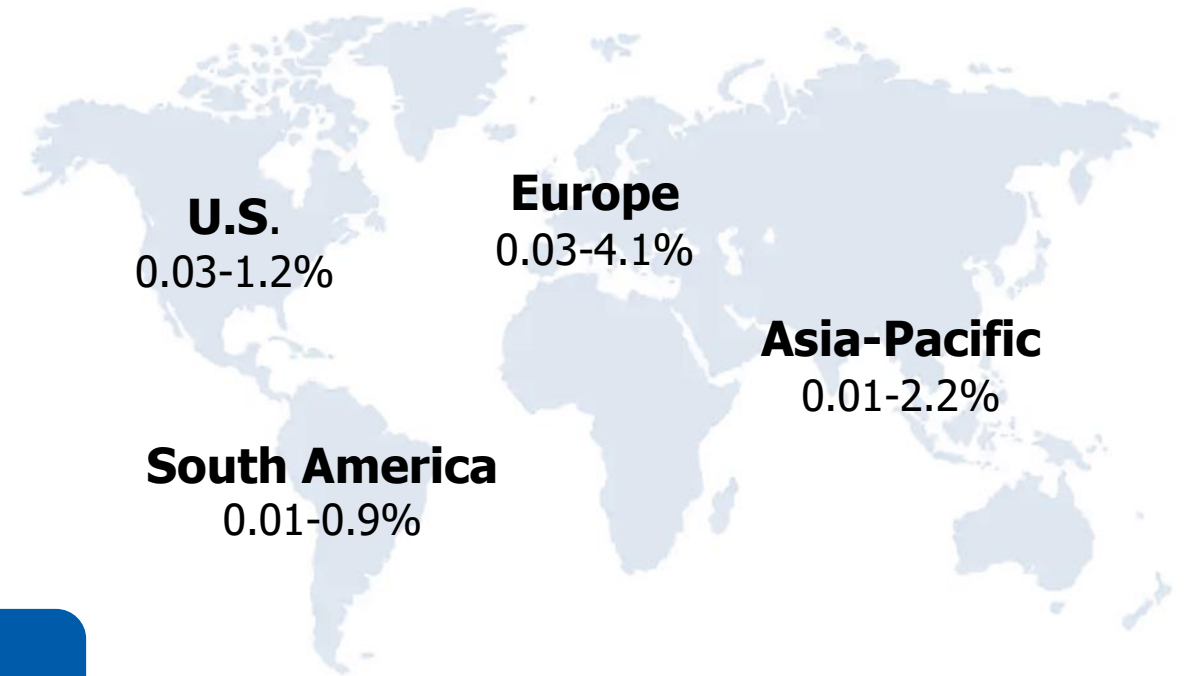 U.S.
0.03-1.2%
Europe
0.03-4.1%
Asia-Pacific
0.01-2.2%
South America
0.01-0.9%